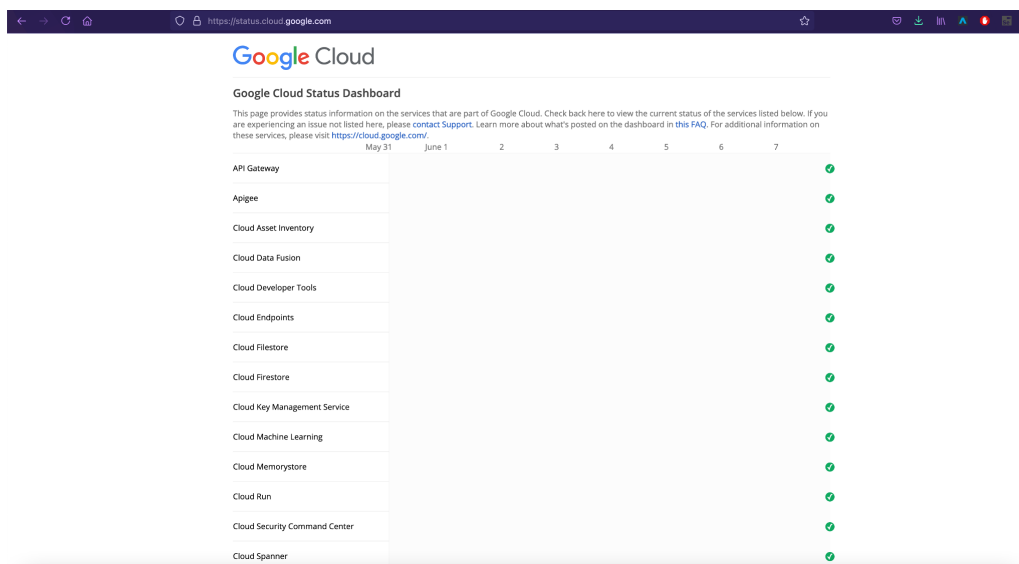 https://status.cloud.google.com
Google Cloud
Google Cloud Status Dashboard
This page provides status information on the services that are part of Google Cloud. Check back here to view the current status of the services listed below. If you
are experiencing an issue not listed here, please contact Support. Learn more about what's posted on the dashboard in this FAQ. For additional information on
these services, please visit https://cloud.google.com/.
May 31 June 1 2 3 4 5 6 7
API Gateway
Apigee
Cloud Asset Inventory
Cloud Data Fusion
Cloud Developer Tools
Cloud Endpoints
Cloud Filestore
Cloud Firestore
Cloud Key Management Service
Cloud Machine Learning
Cloud Memorystore
Cloud Run
Cloud Security Command Center
Cloud Spanner